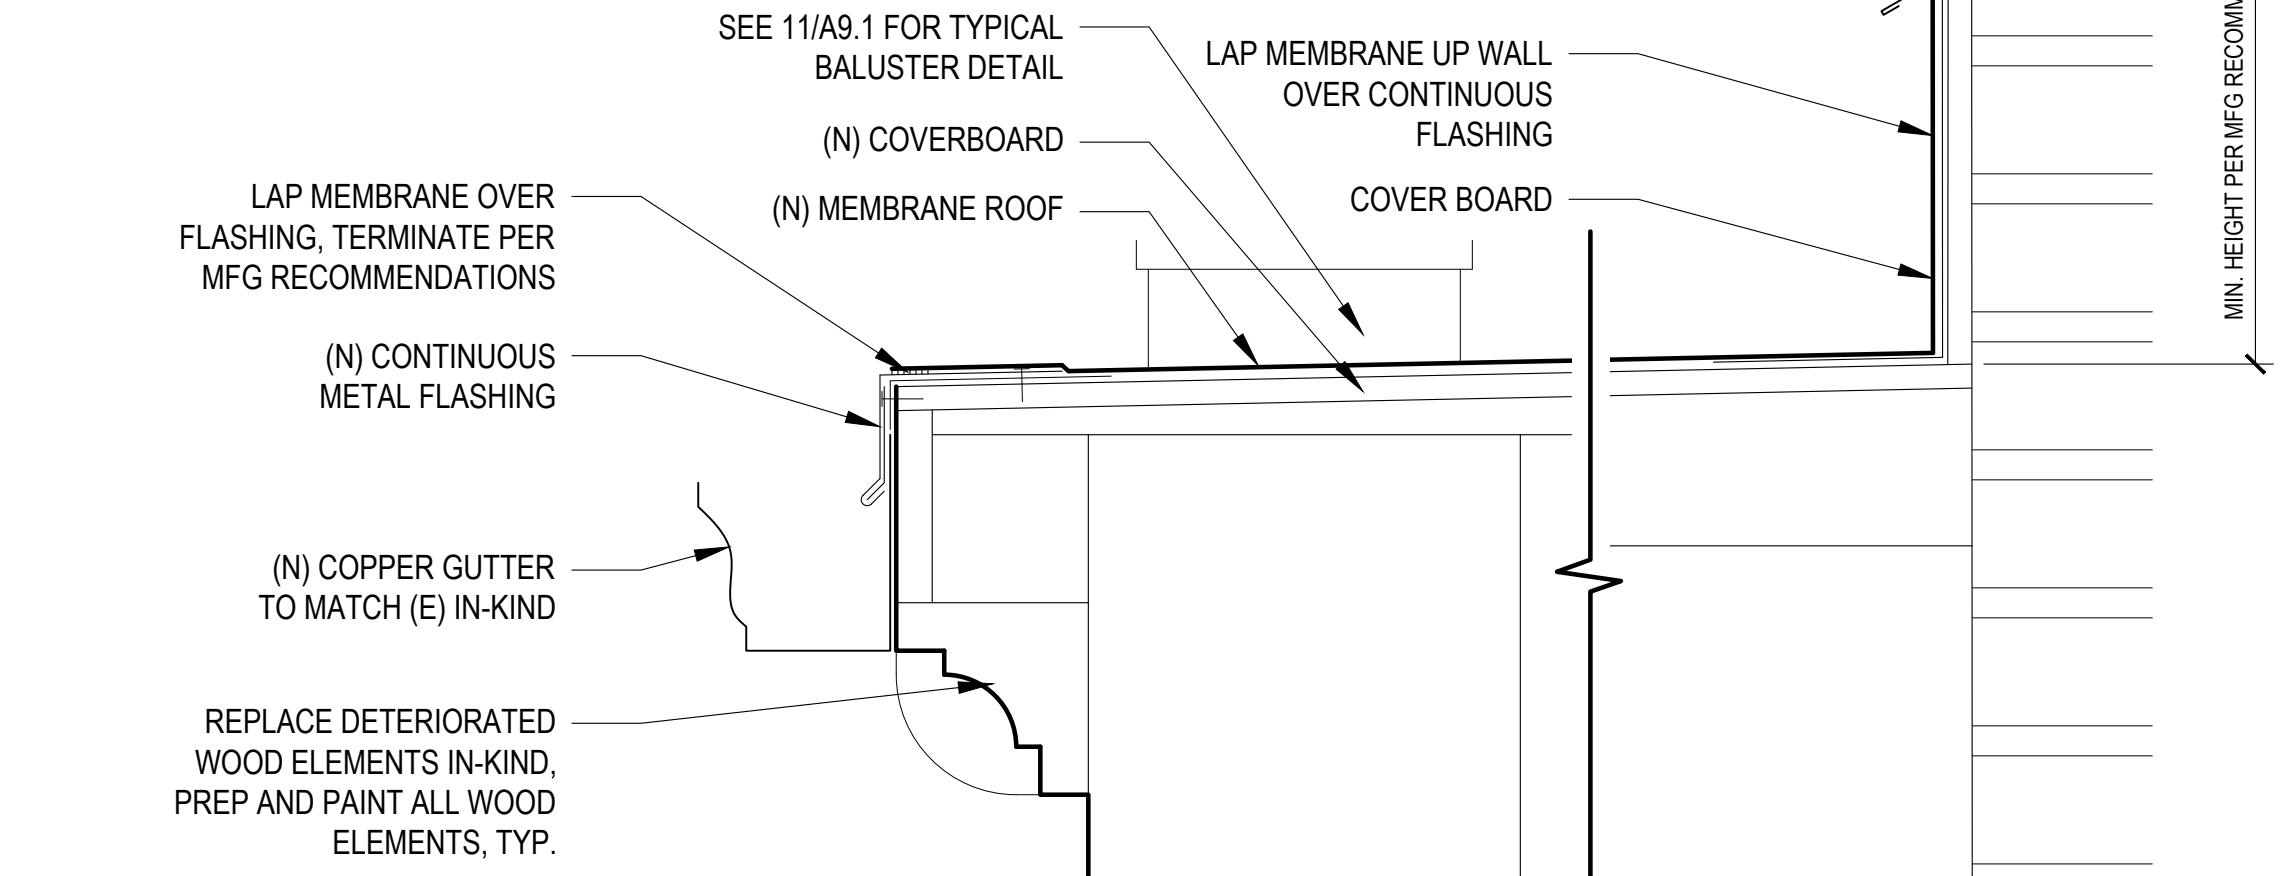 SEE 11/A9.1 FOR TYPICAL
BALUSTER DETAIL
LAP MEMBRANE UP WALL
OVER CONTINUOUS
FLASHING
(N) COVERBOARD
(N) MEMBRANE ROOF
COVER BOARD
LAP MEMBRANE OVER
FLASHING, TERMINATE PER
MFG RECOMMENDATIONS
(N) CONTINUOUS
METAL FLASHING
(N) COPPER GUTTER
TO MATCH (E) IN-KIND
REPLACE DETERIORATED
WOOD ELEMENTS IN-KIND,
PREP AND PAINT ALL WOOD
ELEMENTS, TYP.
MIN. HEIGHT PER MFG